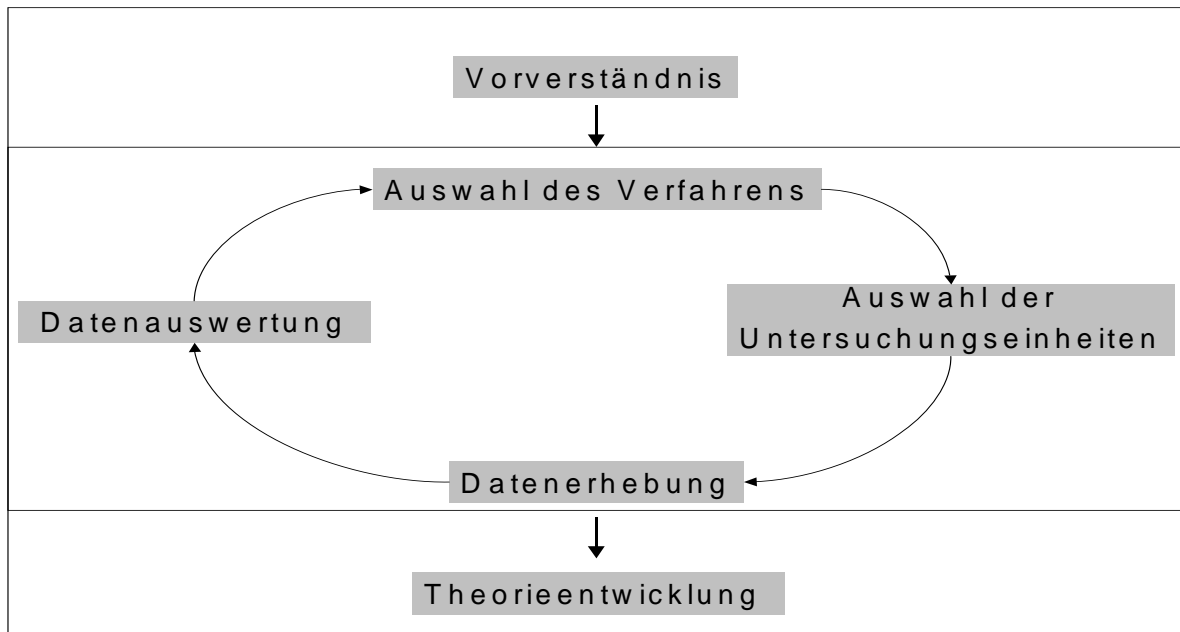 Vorverständnis
Auswahl des Verfahrens
Auswahl der
Untersuchungseinheiten
Datenauswertung
Datenerhebung
Theorieentwicklung